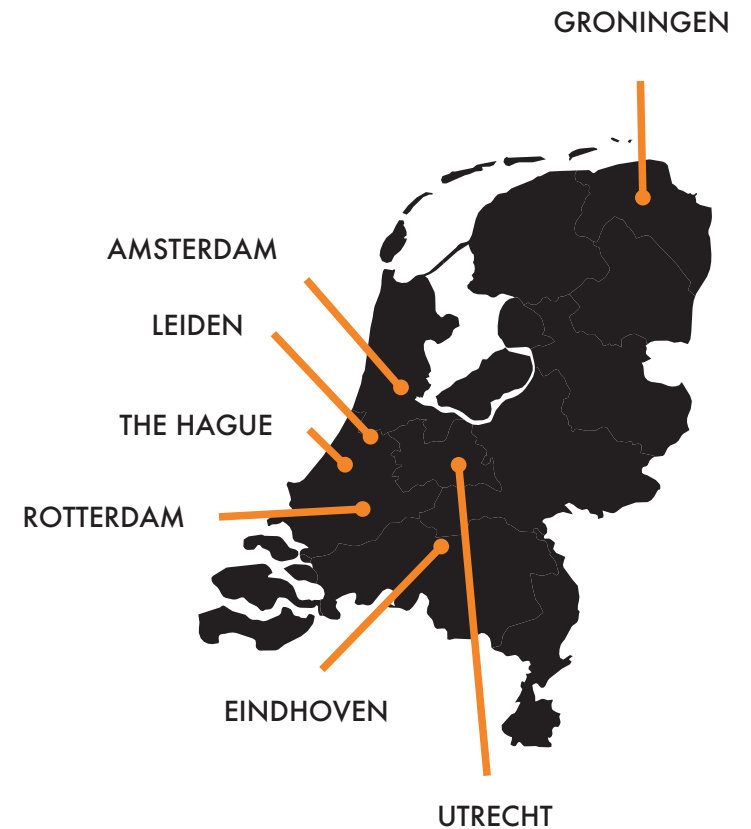 GRONINGEN
AMSTERDAM
LEIDEN
THE HAGUE
ROTTERDAM
EINDHOVEN
UTRECHT